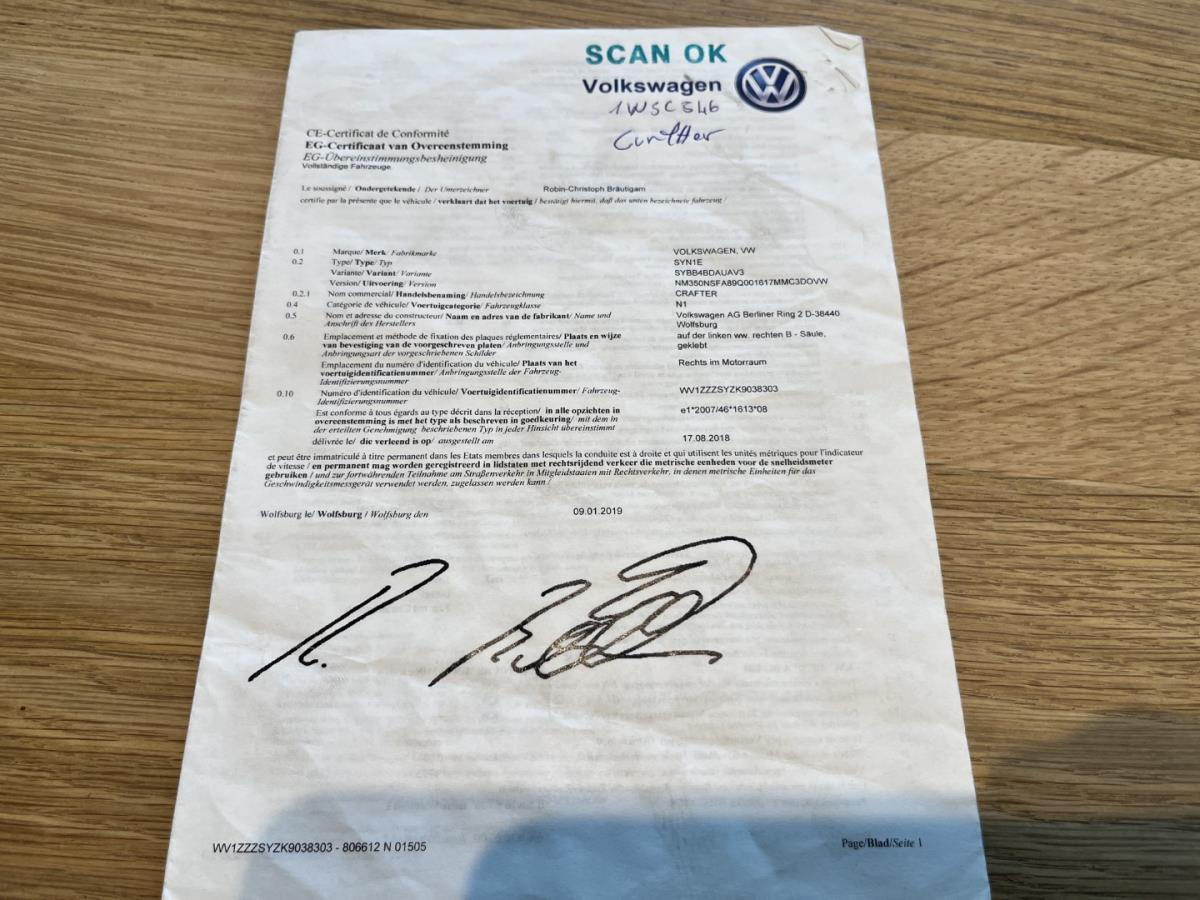 SCAN OK
Volkswagen
1WSC546
CE-Certificat de Conformité
EG-Certificaat van Overeenstemming
EG-Übereinstimmungsbesheinigung
Vollständige Fahrzeuge
Le soussigné / Ondergetekende / Der Unterzeichner Robin-Christoph Bräutigam
certifie par la présente que le véhicule / verklaart dat het voertuig / bestätigt hiermit, daß das unten bezeichnete fahrzeug /
0.1 Marque/ Merk/ Fabrikmarke VOLKSWAGEN, VW
0.2 Type/ Type/ Typ SYN1E
Variante/ Variant/ Variante SYBB4BDAUAV3
Version/ Uitvoering/ Version NM350NSFA89Q001617MMC3DOVW
0.2.1 Nom commercial/ Handelsbenaming/ Handelsbezeichnung CRAFTER
0.4 Catégorie de véhicule/ Voertuigcategorie/ Fahrzeugklasse N1
0.5 Nom et adresse du constructeur/ Naam en adres van de fabrikant/ Name und Anschrift des Herstellers Volkswagen AG Berliner Ring 2 D-38440 Wolfsburg
0.6 Emplacement et méthode de fixation des plaques réglementaires/ Plaats en wijze van bevestiging van de voorgeschreven platen/ Anbringungsstelle und Anbringungsart der vorgeschriebenen Schilder auf der linken ww. rechten B - Säule, geklebt
Emplacement du numéro d'identification du véhicule/ Plaats van het voertuigidentificatienummer/ Anbringungsstelle der Fahrzeug-Identifizierungsnummer Rechts im Motorraum
0.10 Numéro d'identification du véhicule/ Voertuigidentificatienummer/ Fahrzeug-Identifizierungsnummer WV1ZZZSYZK9038303
Est conforme à tous égards au type décrit dans la réception/ in alle opzichten in overeenstemming is met het type als beschreven in goedkeuring/ mit dem in der erteilten Genehmigung beschriebenen Typ in jeder Hinsicht übereinstimmt e1*2007/46*1613*08
délivrée le/ die verleend is op/ ausgestellt am 17.08.2018
et peut être immatriculé à titre permanent dans les Etats membres dans lesquels la conduite est à droite et qui utilisent les unités métriques pour l'indicateur
de vitesse / en permanent mag worden geregistreerd in lidstaten met rechtsrijdend verkeer die metrische eenheden voor de snelheidsmeter
gebruiken / und zur fortwährenden Teilnahme am Straßenverkehr in Mitgleidstaaten mit Rechtsverkehr, in denen metrische Einheiten für das
Geschwindigkeitsmessgerät verwendet werden, zugelassen werden kann /
Wolfsburg le/ Wolfsburg / Wolfsburg den 09.01.2019
WV1ZZZSYZK9038303 - 806612 N 01505 Page/Blad/Seite 1